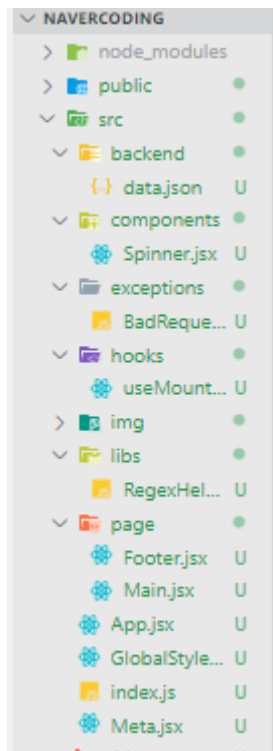 NAVERCODING
node_modules
public
src
backend
{..} data.json U
components
Spinner.jsx U
exceptions
BadReque... U
hooks
useMount... U
img
libs
RegexHel... U
page
Footer.jsx U
Main.jsx U
App.jsx U
GlobalStyle... U
index.js U
Meta.jsx U